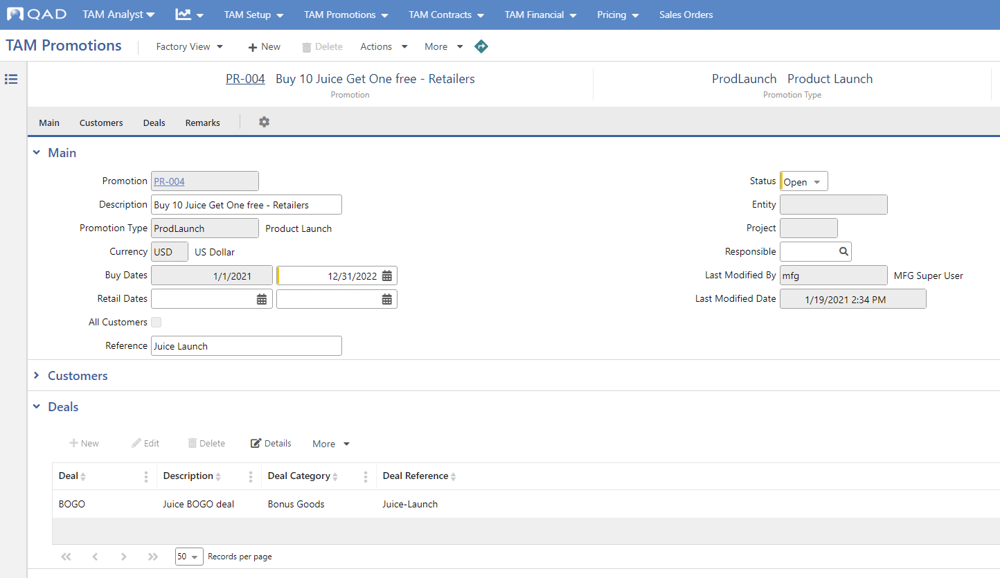 QAD TAM Analyst TAM Setup TAM Promotions TAM Contracts TAM Financial Pricing Sales Orders
TAM Promotions Factory View New Delete Actions More
PR-004 Buy 10 Juice Get One free - Retailers ProdLaunch Product Launch
Promotion Promotion Type
Main Customers Deals Remarks
Main
Promotion PR-004 Status Open
Description Buy 10 Juice Get One free - Retailers Entity
Promotion Type ProdLaunch Product Launch Project
Currency USD US Dollar Responsible
Buy Dates 1/1/2021 12/31/2022 Last Modified By mfg MFG Super User
Retail Dates Last Modified Date 1/19/2021 2:34 PM
All Customers
Reference Juice Launch
Customers
Deals
New Edit Delete Details More
Deal Description Deal Category Deal Reference
BOGO Juice BOGO deal Bonus Goods Juice-Launch
50 Records per page